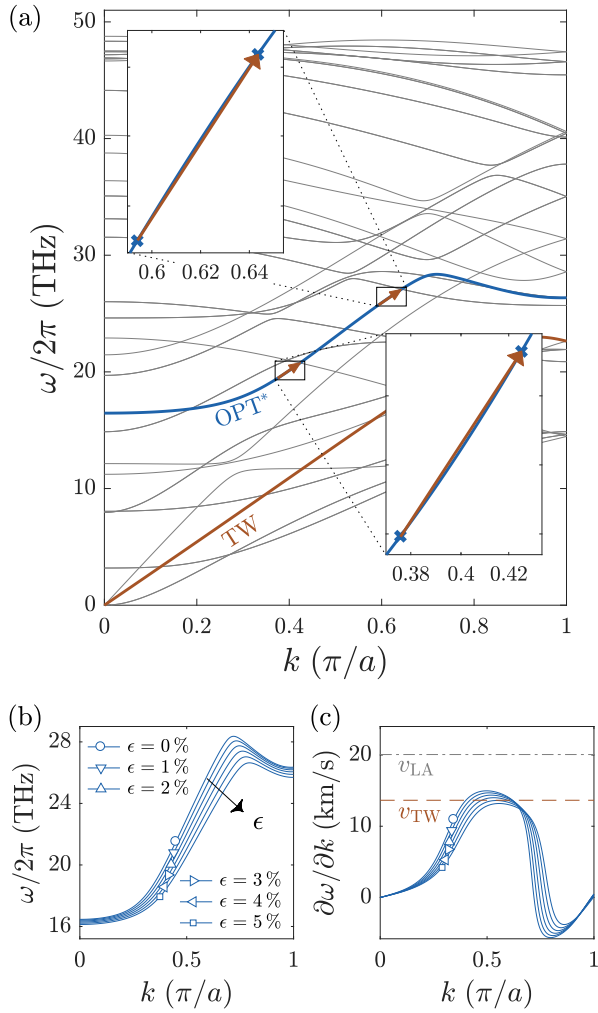 (a)
50
40
30
20
10
0
ω/2π (THz)
0.6
0.62
0.64
OPT*
TW
0.38
0.4
0.42
0
0.2
0.4
0.6
0.8
1
k (π/a)
(b)
28
24
20
16
ω/2π (THz)
ϵ = 0 %
ϵ = 1 %
ϵ = 2 %
ϵ
ϵ = 3 %
ϵ = 4 %
ϵ = 5 %
0
0.5
1
k (π/a)
(c)
20
10
0
∂ω/∂k (km/s)
v_LA
v_TW
0
0.5
1
k (π/a)